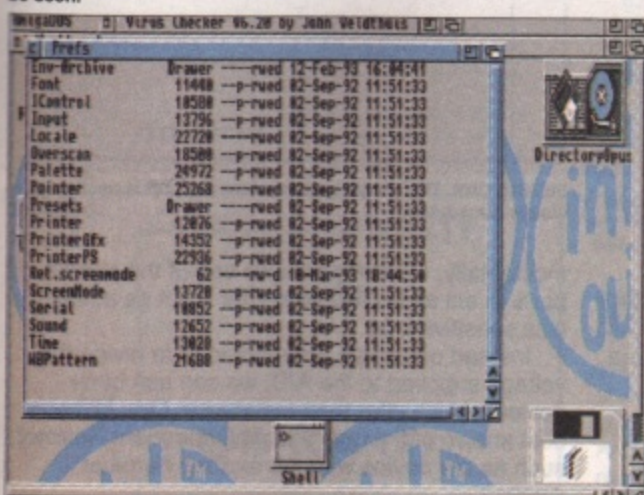 AmigaDOS Virus Checker V6.20 by John Veldthuis
Prefs
Env-Archive Drawer ----rwed 12-Feb-93 16:04:41
Font 11440 --p-rwed 02-Sep-92 11:51:33
IControl 10580 --p-rwed 02-Sep-92 11:51:33
Input 13796 --p-rwed 02-Sep-92 11:51:33
Locale 22720 --p-rwed 02-Sep-92 11:51:33
Overscan 18500 --p-rwed 02-Sep-92 11:51:33
Palette 24972 --p-rwed 02-Sep-92 11:51:33
Pointer 25268 ----rwed 02-Sep-92 11:51:33
Presets Drawer ----rwed 02-Sep-92 11:51:33
Printer 12076 --p-rwed 02-Sep-92 11:51:33
PrinterGfx 14352 --p-rwed 02-Sep-92 11:51:33
PrinterPS 22936 --p-rwed 02-Sep-92 11:51:33
62 ----rw-d 10-Mar-93 18:44:50
ScreenMode 13720 --p-rwed 02-Sep-92 11:51:33
Serial 10852 --p-rwed 02-Sep-92 11:51:33
Sound 12652 --p-rwed 02-Sep-92 11:51:33
Time 13020 --p-rwed 02-Sep-92 11:51:33
WBPattern 21688 --p-rwed 02-Sep-92 11:51:33
DirectoryOpus
Shell
TM
TM